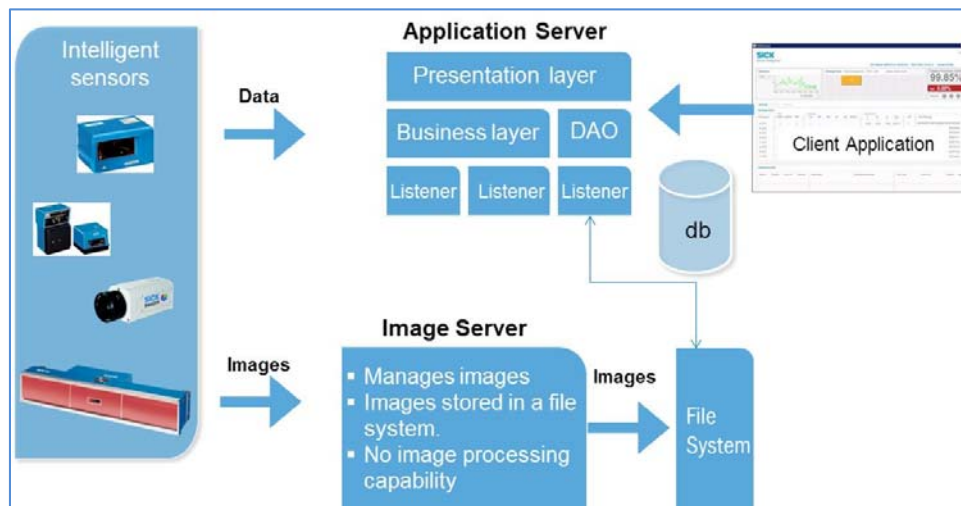 Intelligent
sensors
Data
Application Server
Presentation layer
Business layer
DAO
Listener
Listener
Listener
SICK
99.85%
Client Application
db
Images
Image Server
▪ Manages images
▪ Images stored in a file
system.
▪ No image processing
capability
Images
File
System
SICK